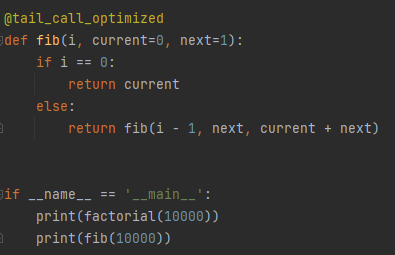 @tail_call_optimized
def fib(i, current=0, next=1):
    if i == 0:
        return current
    else:
        return fib(i - 1, next, current + next)
if __name__ == '__main__':
    print(factorial(10000))
    print(fib(10000))